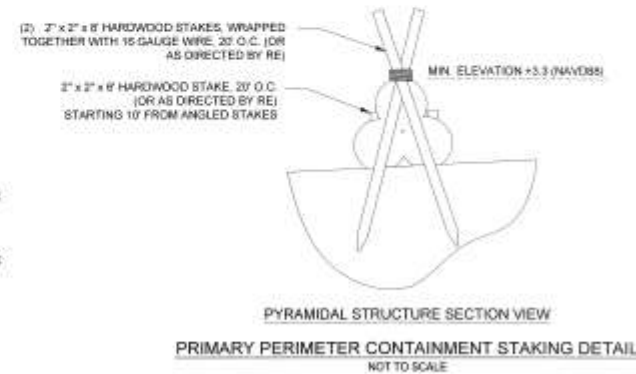 (2) 2" x 2" x 8' HARDWOOD STAKES, WRAPPED
TOGETHER WITH 16 GAUGE WIRE, 20' O.C. (OR
AS DIRECTED BY RE)
MIN. ELEVATION +3.3 (NAVD88)
2" x 2" x 6' HARDWOOD STAKE, 20' O.C.
(OR AS DIRECTED BY RE)
STARTING 10' FROM ANGLED STAKES
PYRAMIDAL STRUCTURE SECTION VIEW
PRIMARY PERIMETER CONTAINMENT STAKING DETAIL
NOT TO SCALE